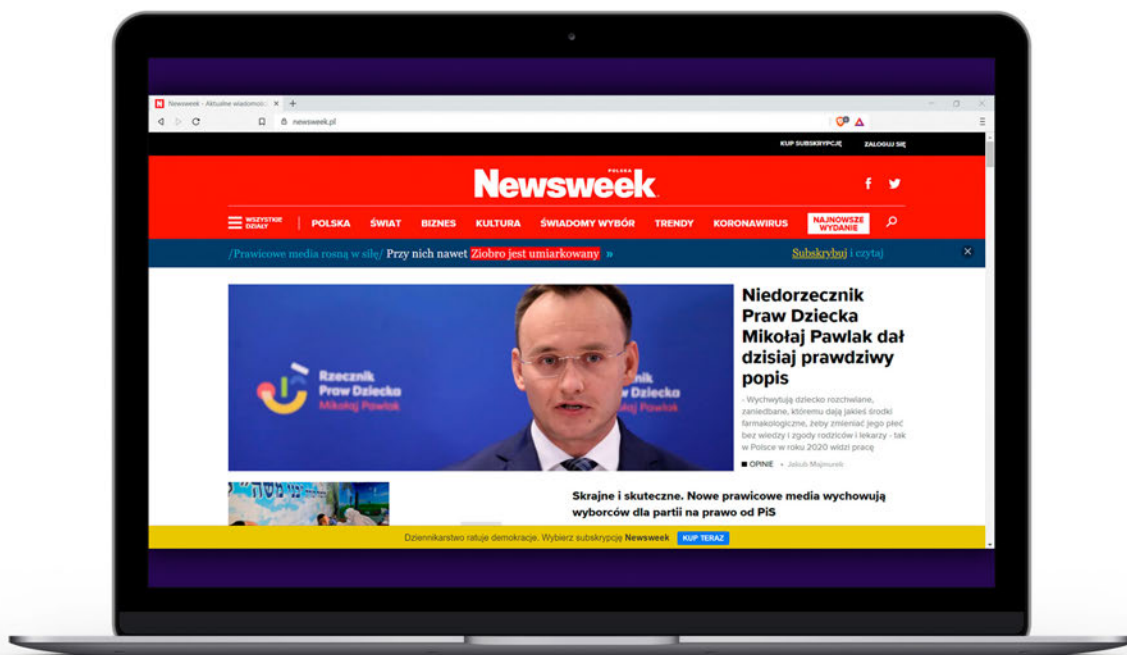 Newsweek - Aktualne wiadomości
newsweek.pl
KUP SUBSKRYPCJĘ ZALOGUJ SIĘ
POLSKA
Newsweek
WSZYSTKIE
DZIAŁY
POLSKA ŚWIAT BIZNES KULTURA ŚWIADOMY WYBÓR TRENDY KORONAWIRUS
NAJNOWSZE
WYDANIE
/Prawicowe media rosną w siłę/ Przy nich nawet Ziobro jest umiarkowany »
Subskrybuj i czytaj
Rzecznik
Praw Dziecka
Mikołaj Pawlak
Niedorzecznik
Praw Dziecka
Mikołaj Pawlak dał
dzisiaj prawdziwy
popis
- Wychwytują dziecko rozchwiane,
zaniedbane, któremu dają jakieś środki
farmakologiczne, żeby zmieniać jego płeć
bez wiedzy i zgody rodziców i lekarzy - tak
w Polsce w roku 2020 widzi pracę
OPINIE • Jakub Majmurek
Skrajne i skuteczne. Nowe prawicowe media wychowują
wyborców dla partii na prawo od PiS
Dziennikarstwo ratuje demokracje. Wybierz subskrypcję Newsweek KUP TERAZ